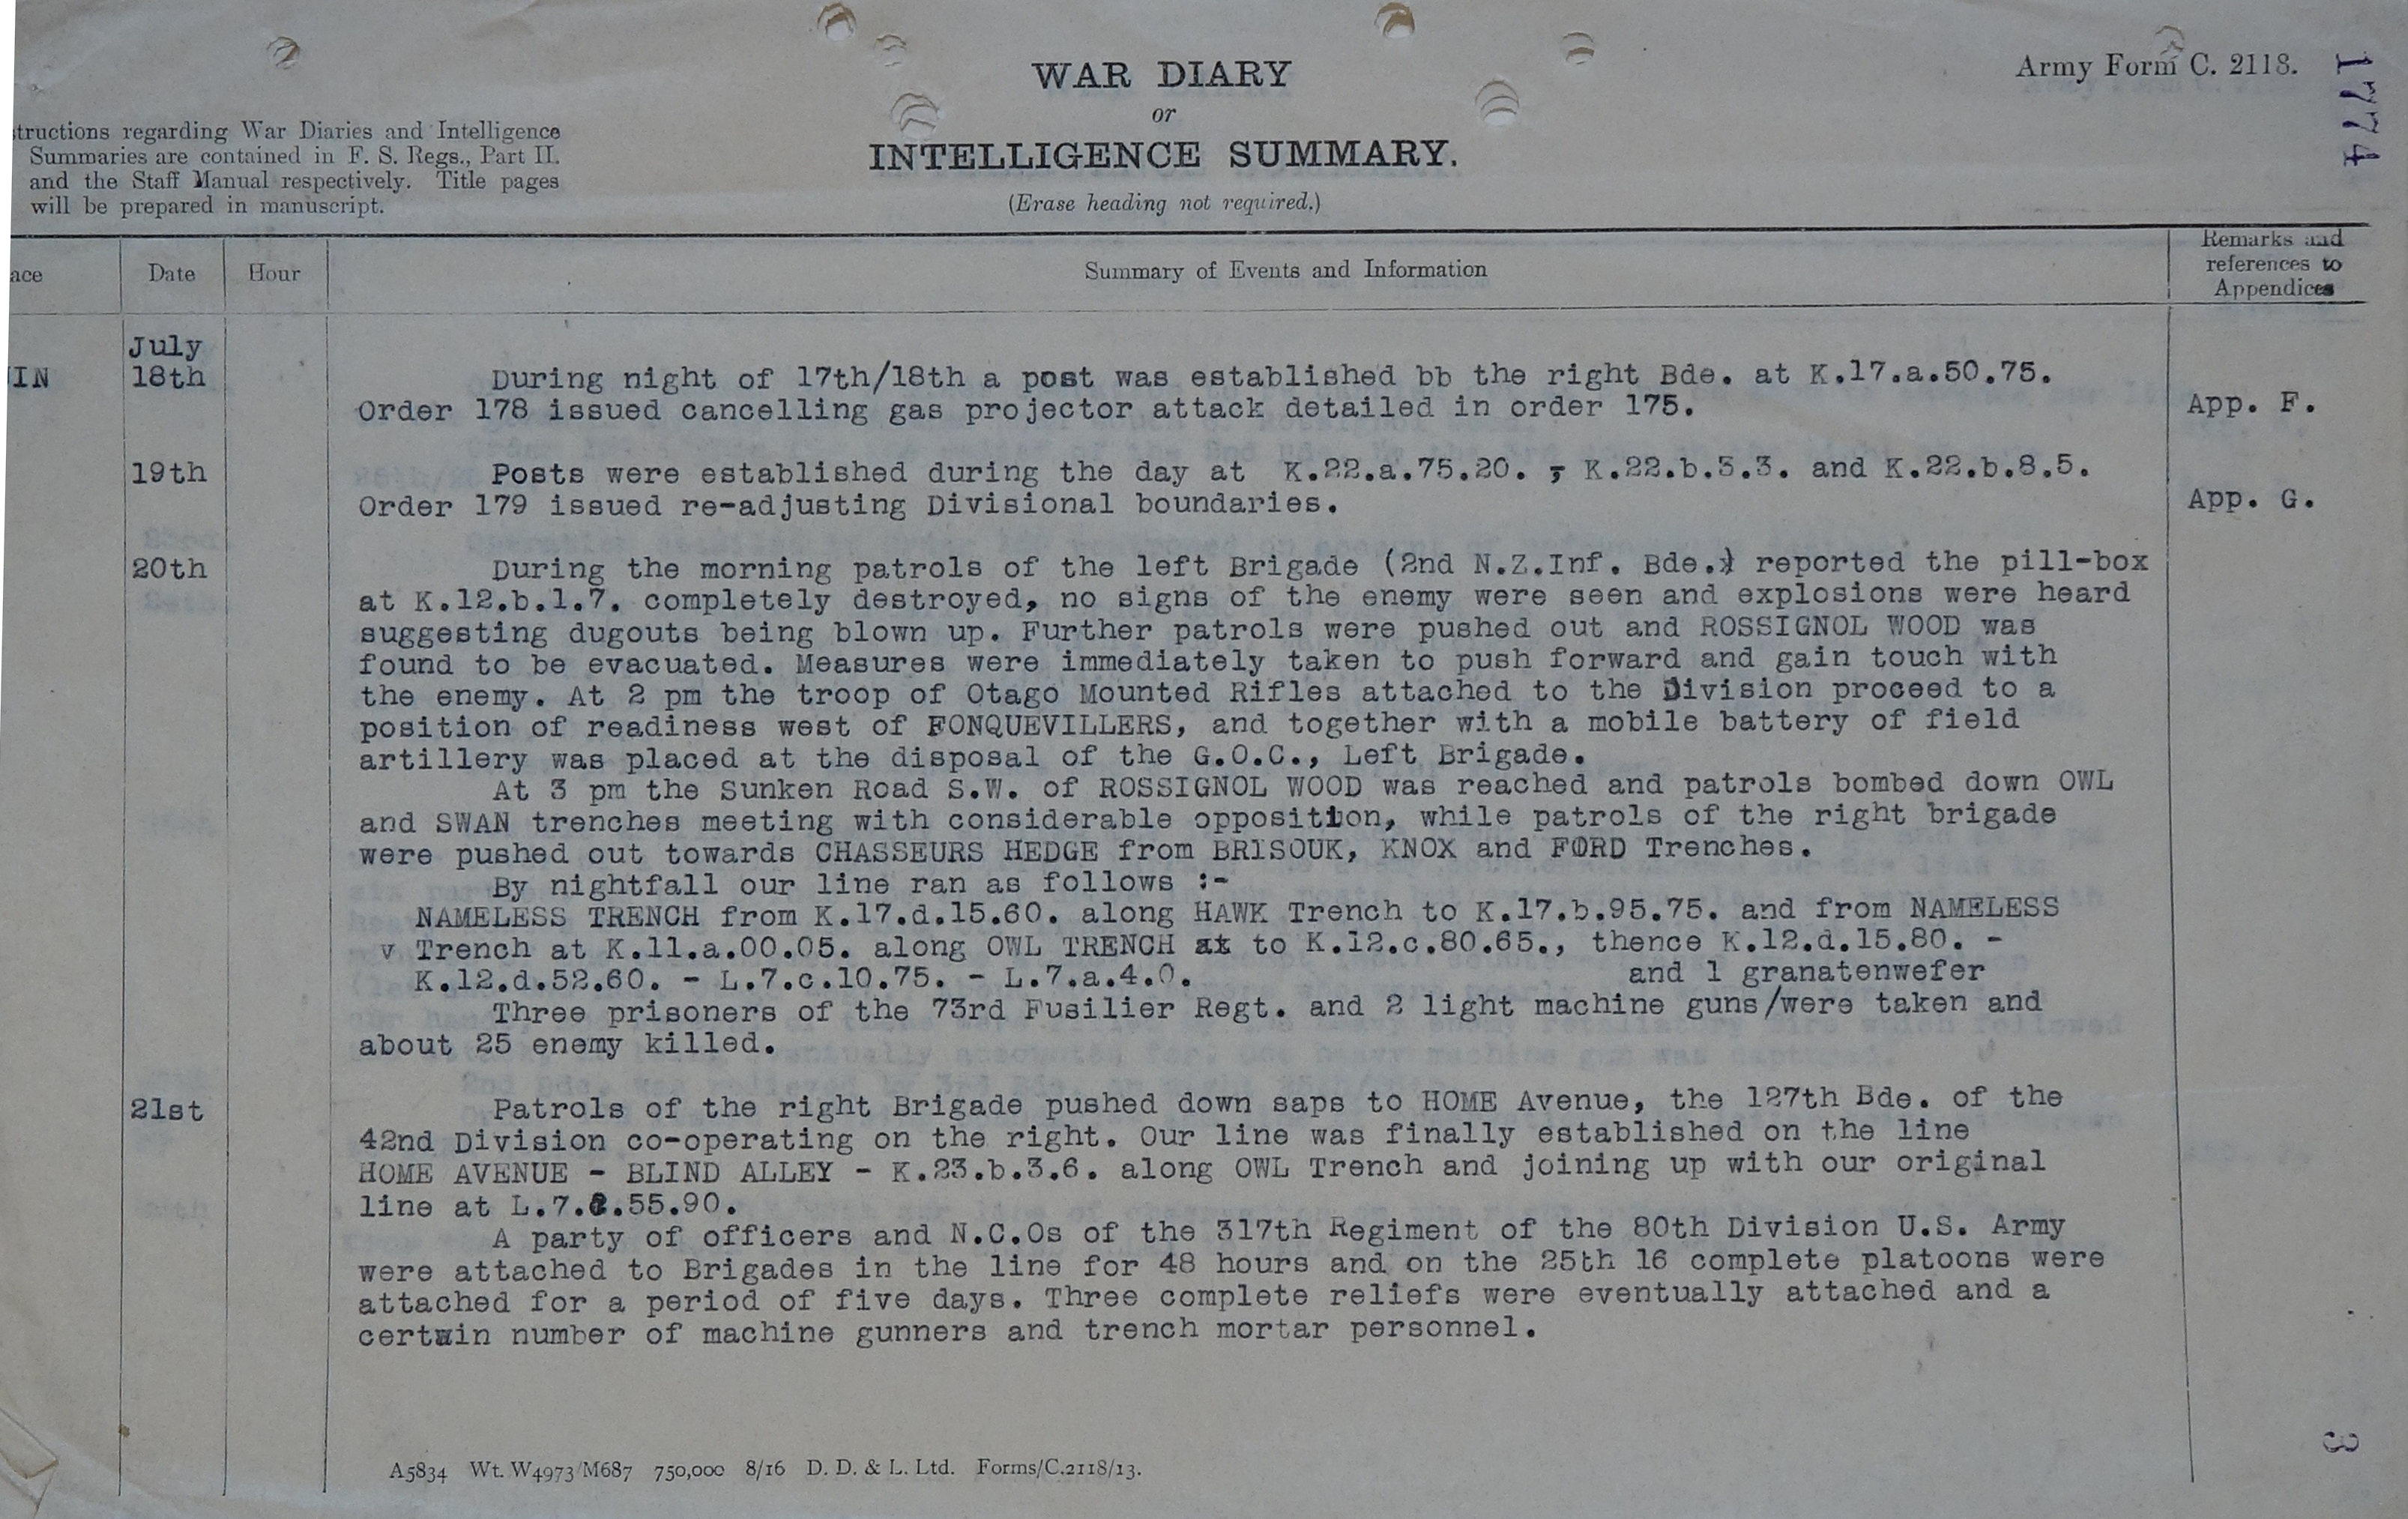 WAR DIARY
or
INTELLIGENCE SUMMARY.
(Erase heading not required.)
Army Form C. 2118.
1774
structions regarding War Diaries and Intelligence
Summaries are contained in F. S. Regs., Part II.
and the Staff Manual respectively. Title pages
will be prepared in manuscript.
ace Date Hour Summary of Events and Information Remarks and
references to
Appendices
July
IN 18th During night of 17th/18th a post was established bb the right Bde. at K.17.a.50.75.
Order 178 issued cancelling gas projector attack detailed in order 175. App. F.
19th Posts were established during the day at K.22.a.75.20. , K.22.b.3.3. and K.22.b.8.5.
Order 179 issued re-adjusting Divisional boundaries. App. G.
20th During the morning patrols of the left Brigade (2nd N.Z.Inf. Bde.) reported the pill-box
at K.12.b.1.7. completely destroyed, no signs of the enemy were seen and explosions were heard
suggesting dugouts being blown up. Further patrols were pushed out and ROSSIGNOL WOOD was
found to be evacuated. Measures were immediately taken to push forward and gain touch with
the enemy. At 2 pm the troop of Otago Mounted Rifles attached to the Division proceed to a
position of readiness west of FONQUEVILLERS, and together with a mobile battery of field
artillery was placed at the disposal of the G.O.C., Left Brigade.
At 3 pm the Sunken Road S.W. of ROSSIGNOL WOOD was reached and patrols bombed down OWL
and SWAN trenches meeting with considerable opposition, while patrols of the right brigade
were pushed out towards CHASSEURS HEDGE from BRISOUK, KNOX and FORD Trenches.
By nightfall our line ran as follows :-
NAMELESS TRENCH from K.17.d.15.60. along HAWK Trench to K.17.b.95.75. and from NAMELESS
v Trench at K.11.a.00.05. along OWL TRENCH at to K.12.c.80.65., thence K.12.d.15.80. -
K.12.d.52.60. - L.7.c.10.75. - L.7.a.4.0. and 1 granatenwefer
Three prisoners of the 73rd Fusilier Regt. and 2 light machine guns/were taken and
about 25 enemy killed.
21st Patrols of the right Brigade pushed down saps to HOME Avenue, the 127th Bde. of the
42nd Division co-operating on the right. Our line was finally established on the line
HOME AVENUE - BLIND ALLEY - K.23.b.3.6. along OWL Trench and joining up with our original
line at L.7. .55.90.
A party of officers and N.C.Os of the 317th Regiment of the 80th Division U.S. Army
were attached to Brigades in the line for 48 hours and on the 25th 16 complete platoons were
attached for a period of five days. Three complete reliefs were eventually attached and a
certain number of machine gunners and trench mortar personnel.
A5834 Wt. W4973/M687 750,000 8/16 D. D. & L. Ltd. Forms/C.2118/13.
3